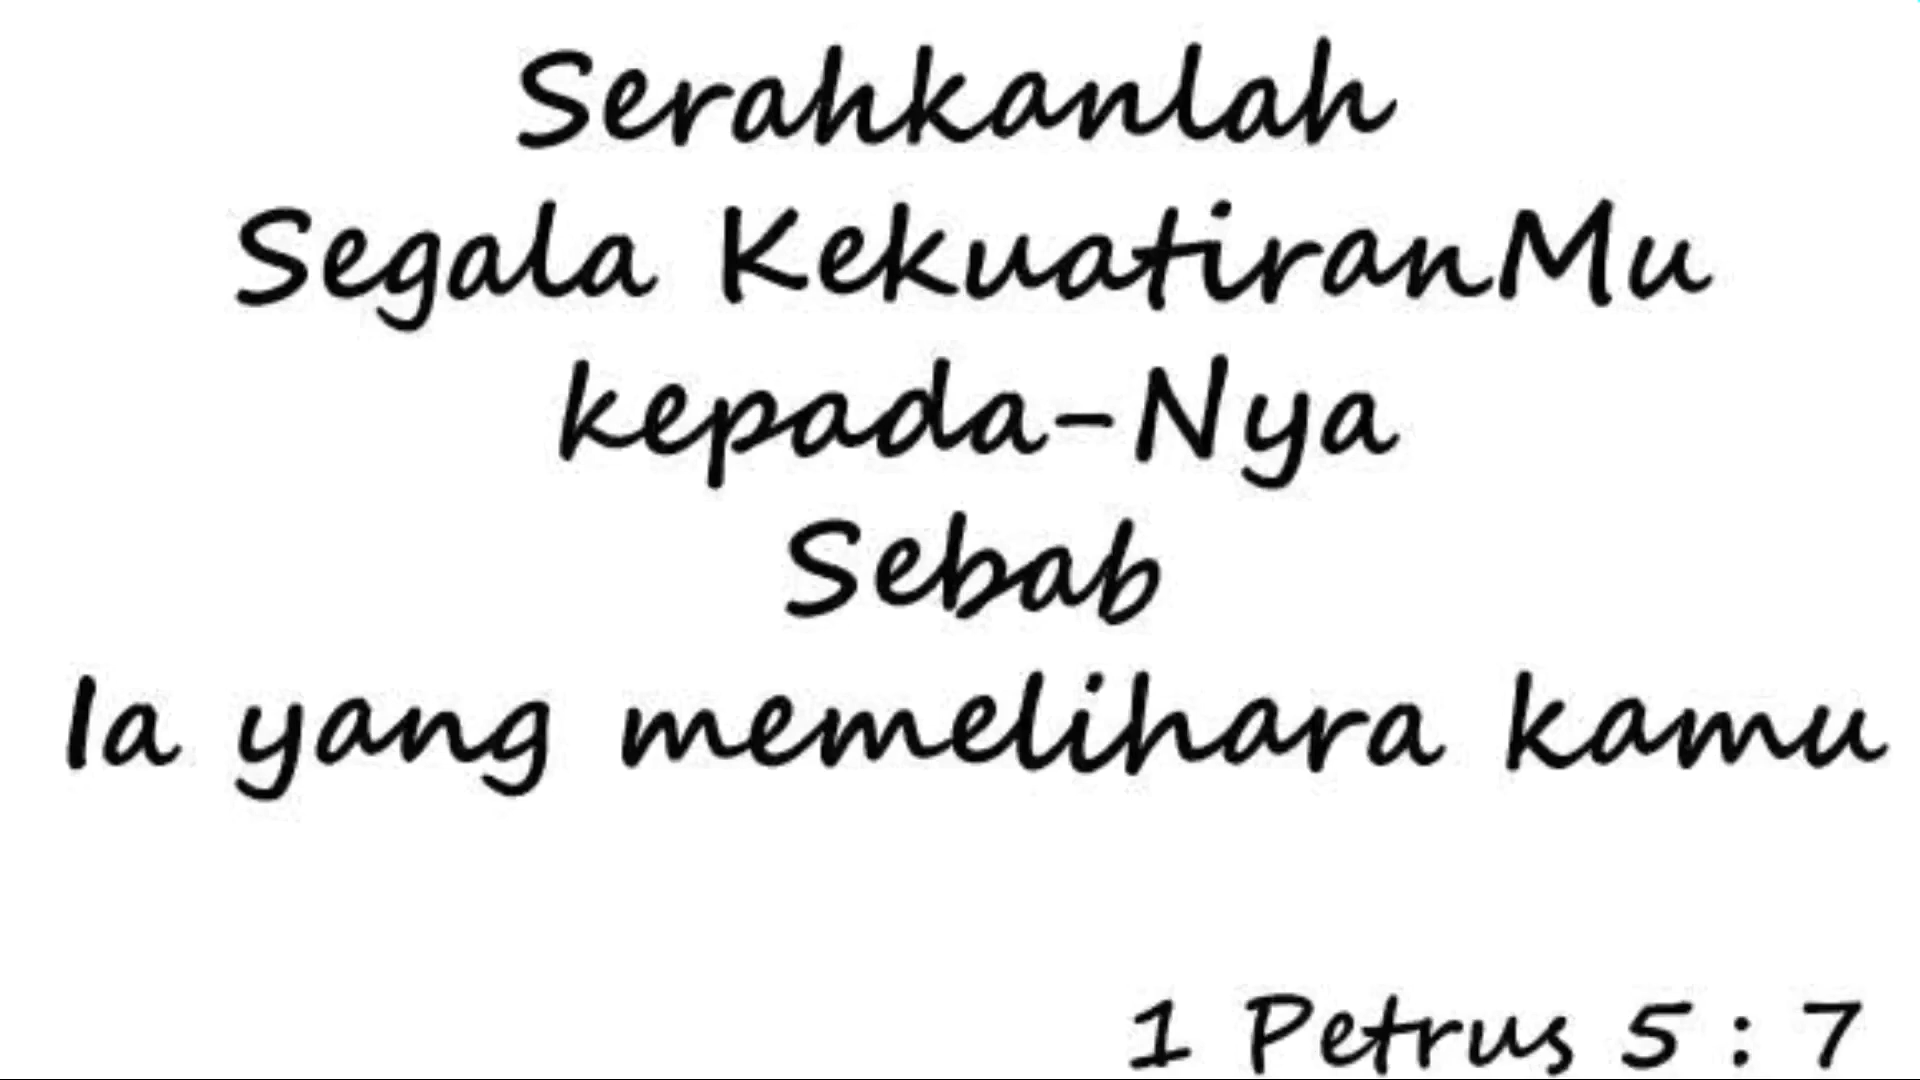 Serahkanlah
Segala KekuatiranMu
kepada-Nya
Sebab
Ia yang memelihara kamu
1 Petrus 5 : 7